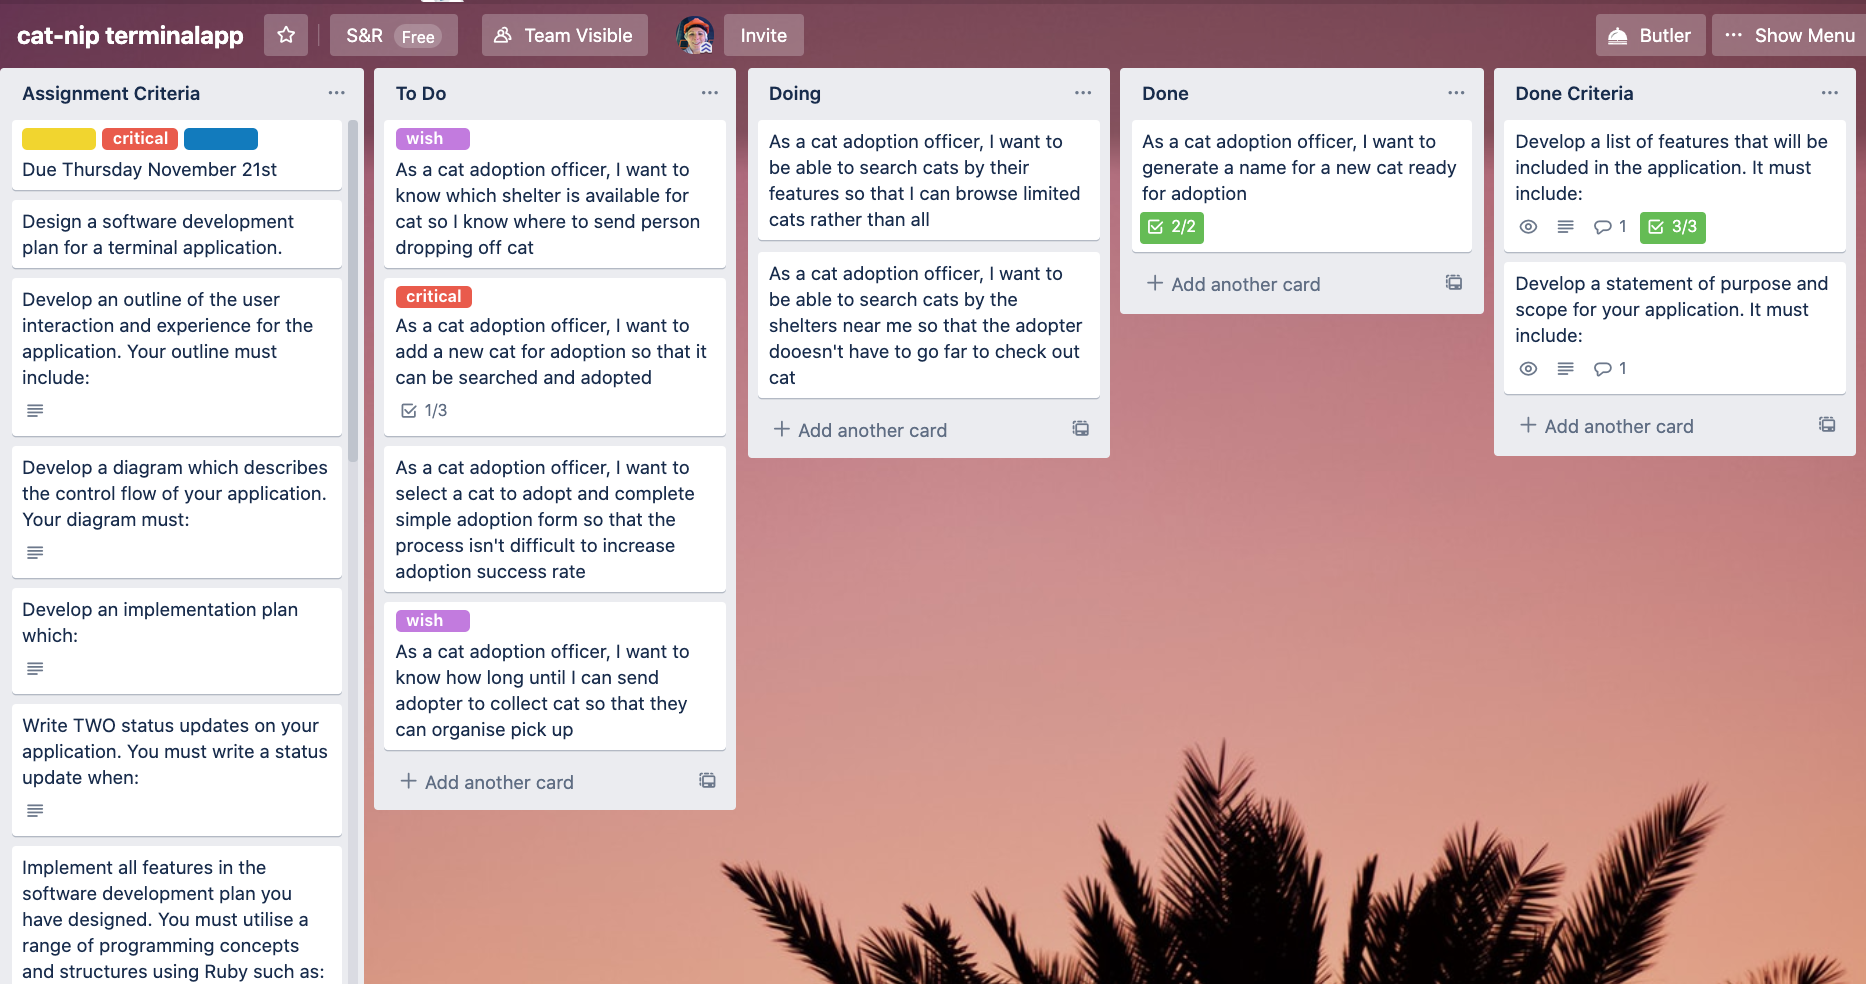 cat-nip terminalapp
S&R Free
Team Visible
Invite
Butler
Show Menu
Assignment Criteria
critical
Due Thursday November 21st
Design a software development
plan for a terminal application.
Develop an outline of the user
interaction and experience for the
application. Your outline must
include:
Develop a diagram which describes
the control flow of your application.
Your diagram must:
Develop an implementation plan
which:
Write TWO status updates on your
application. You must write a status
update when:
Implement all features in the
software development plan you
have designed. You must utilise a
range of programming concepts
and structures using Ruby such as:
To Do
wish
As a cat adoption officer, I want to
know which shelter is available for
cat so I know where to send person
dropping off cat
critical
As a cat adoption officer, I want to
add a new cat for adoption so that it
can be searched and adopted
1/3
As a cat adoption officer, I want to
select a cat to adopt and complete
simple adoption form so that the
process isn't difficult to increase
adoption success rate
wish
As a cat adoption officer, I want to
know how long until I can send
adopter to collect cat so that they
can organise pick up
+ Add another card
Doing
As a cat adoption officer, I want to
be able to search cats by their
features so that I can browse limited
cats rather than all
As a cat adoption officer, I want to
be able to search cats by the
shelters near me so that the adopter
dooesn't have to go far to check out
cat
+ Add another card
Done
As a cat adoption officer, I want to
generate a name for a new cat ready
for adoption
2/2
+ Add another card
Done Criteria
Develop a list of features that will be
included in the application. It must
include:
1 3/3
Develop a statement of purpose and
scope for your application. It must
include:
1
+ Add another card